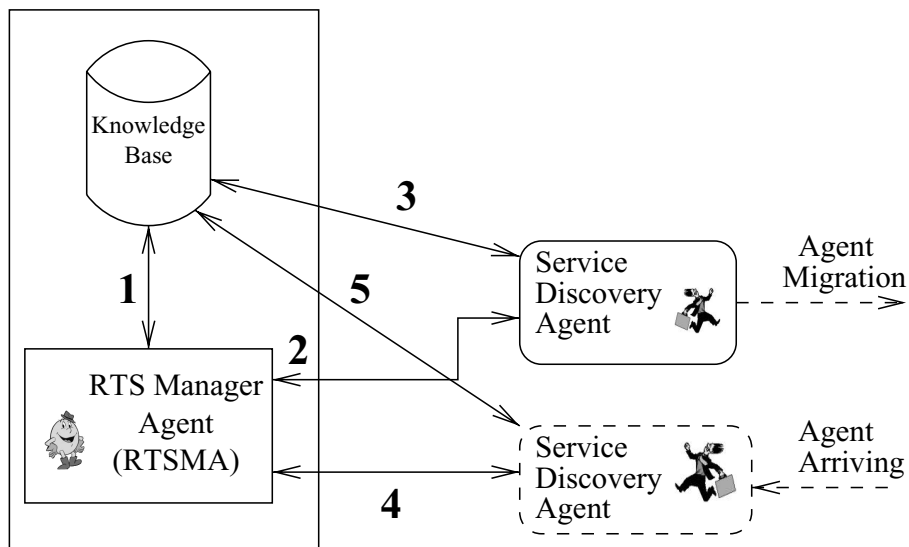 Knowledge
Base
3
1
5
2
Service
Discovery
Agent
Agent
Migration
RTS Manager
Agent
(RTSMA)
4
Service
Discovery
Agent
Agent
Arriving